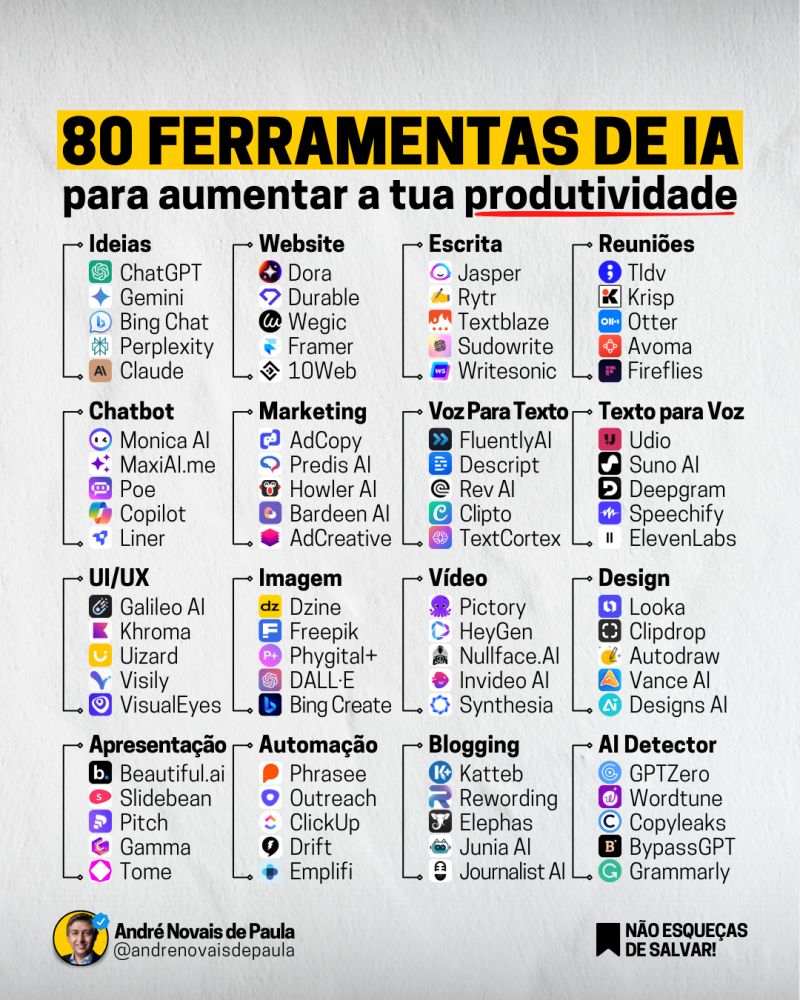 80 FERRAMENTAS DE IA
para aumentar a tua produtividade
Ideias
ChatGPT
Gemini
Bing Chat
Perplexity
Claude
Website
Dora
Durable
Wegic
Framer
10Web
Escrita
Jasper
Rytr
Textblaze
Sudowrite
Writesonic
Reuniões
Tldv
Krisp
Otter
Avoma
Fireflies
Chatbot
Monica AI
MaxiAI.me
Poe
Copilot
Liner
Marketing
AdCopy
Predis AI
Howler AI
Bardeen AI
AdCreative
Voz Para Texto
FluentlyAI
Descript
Rev AI
Clipto
TextCortex
Texto para Voz
Udio
Suno AI
Deepgram
Speechify
ElevenLabs
UI/UX
Galileo AI
Khroma
Uizard
Visily
VisualEyes
Imagem
Dzine
Freepik
Phygital+
DALL·E
Bing Create
Vídeo
Pictory
HeyGen
Nullface.AI
Invideo AI
Synthesia
Design
Looka
Clipdrop
Autodraw
Vance AI
Designs AI
Apresentação
Beautiful.ai
Slidebean
Pitch
Gamma
Tome
Automação
Phrasee
Outreach
ClickUp
Drift
Emplifi
Blogging
Katteb
Rewording
Elephas
Junia AI
Journalist AI
AI Detector
GPTZero
Wordtune
Copyleaks
BypassGPT
Grammarly
André Novais de Paula
@andrenovaisdepaula
NÃO ESQUEÇAS
DE SALVAR!